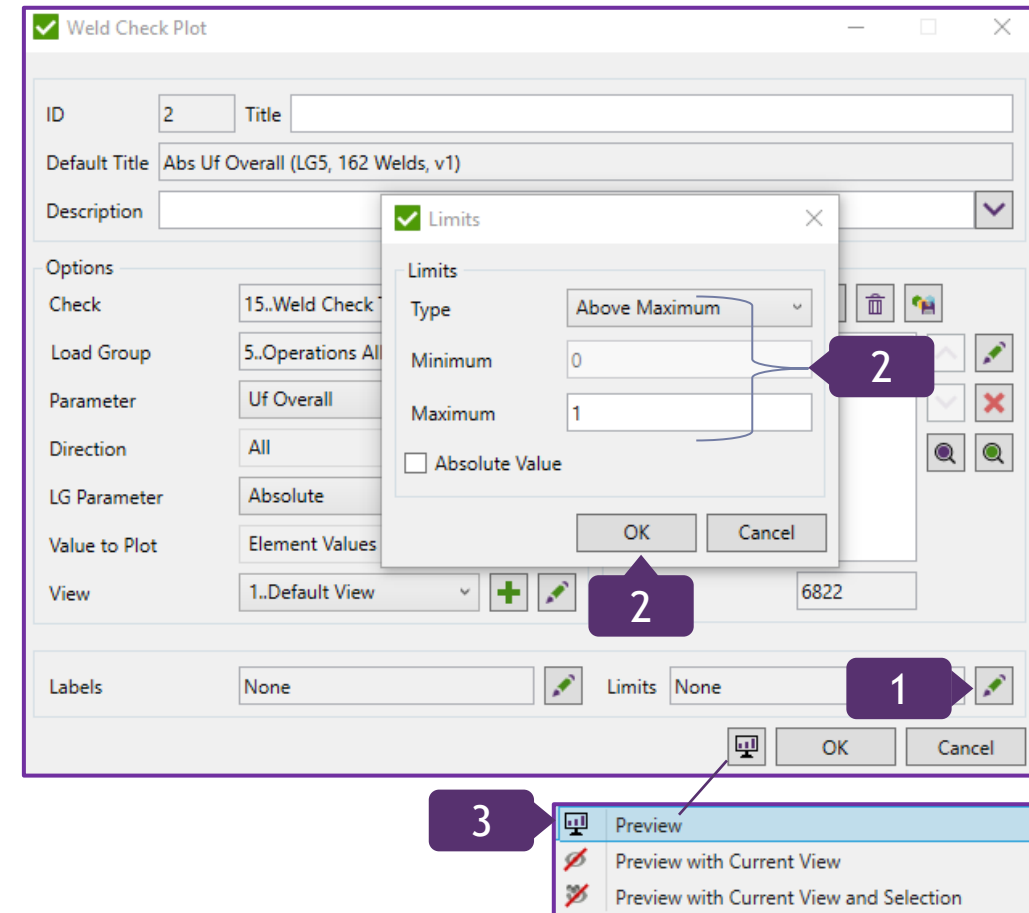 Weld Check Plot
ID 2 Title
Default Title Abs Uf Overall (LG5, 162 Welds, v1)
Description
Limits
Limits
Type Above Maximum
Minimum 0
Maximum 1
Absolute Value
OK Cancel
2
2
Options
Check 15..Weld Check
Load Group 5..Operations All
Parameter Uf Overall
Direction All
LG Parameter Absolute
Value to Plot Element Values
View 1..Default View 6822
Labels None Limits None 1
OK Cancel
3 Preview
Preview with Current View
Preview with Current View and Selection